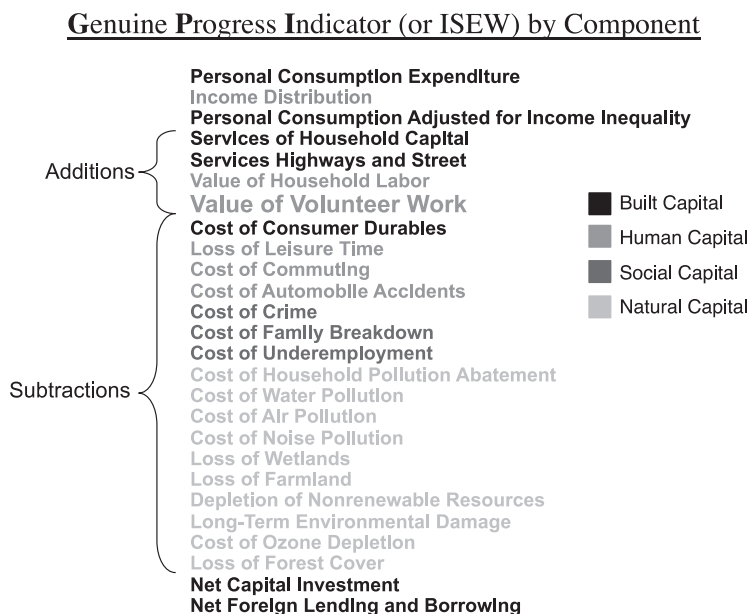 Genuine Progress Indicator (or ISEW) by Component
Personal Consumption Expenditure
Income Distribution
Personal Consumption Adjusted for Income Inequality
Services of Household Capital
Services Highways and Street
Additions
Value of Household Labor
Value of Volunteer Work
Built Capital
Cost of Consumer Durables
Human Capital
Loss of Leisure Time
Cost of Commuting
Social Capital
Cost of Automobile Accidents
Natural Capital
Cost of Crime
Cost of Family Breakdown
Cost of Underemployment
Cost of Household Pollution Abatement
Subtractions
Cost of Water Pollution
Cost of Air Pollution
Cost of Noise Pollution
Loss of Wetlands
Loss of Farmland
Depletion of Nonrenewable Resources
Long-Term Environmental Damage
Cost of Ozone Depletion
Loss of Forest Cover
Net Capital Investment
Net Foreign Lending and Borrowing